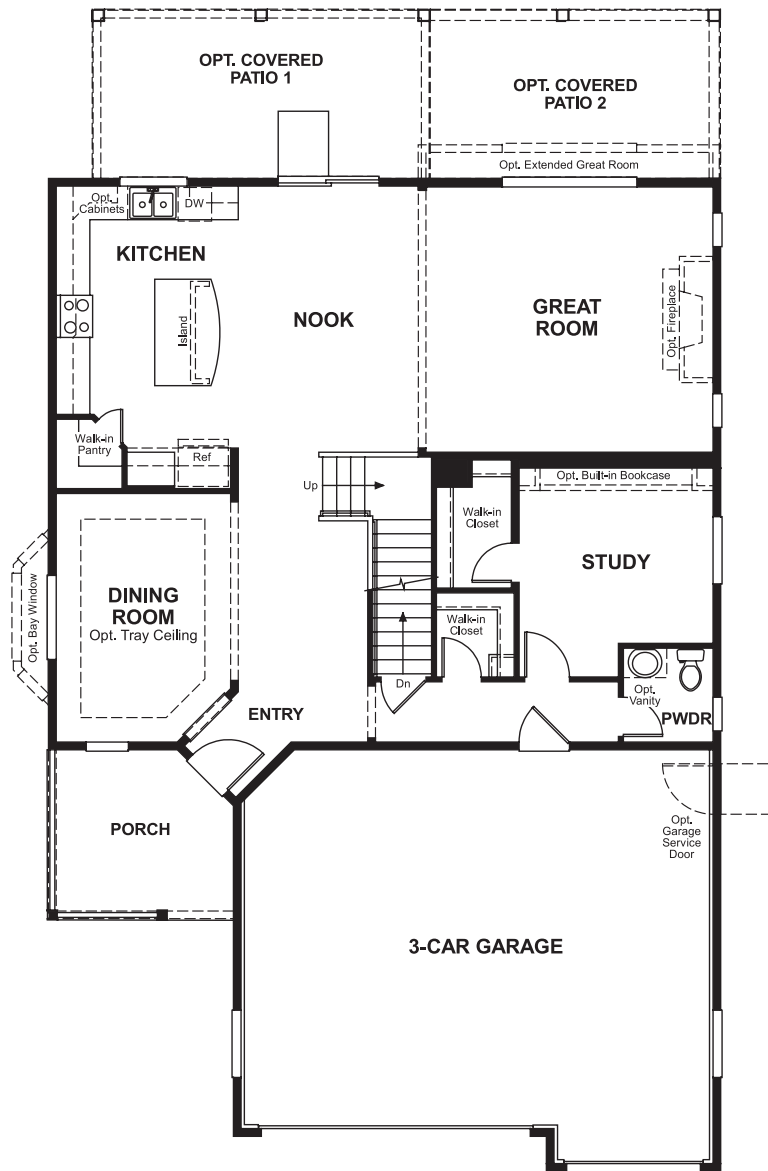 OPT. COVERED
PATIO 1
OPT. COVERED
PATIO 2
Opt. Extended Great Room
Opt.
Cabinets
DW
KITCHEN
Island
NOOK
GREAT
ROOM
Opt. Fireplace
Walk-in
Pantry
Ref
Up
Opt. Built-in Bookcase
Walk-in
Closet
STUDY
Opt. Bay Window
DINING
ROOM
Opt. Tray Ceiling
Walk-in
Closet
Dn
Opt.
Vanity
PWDR
ENTRY
PORCH
Opt.
Garage
Service
Door
3-CAR GARAGE